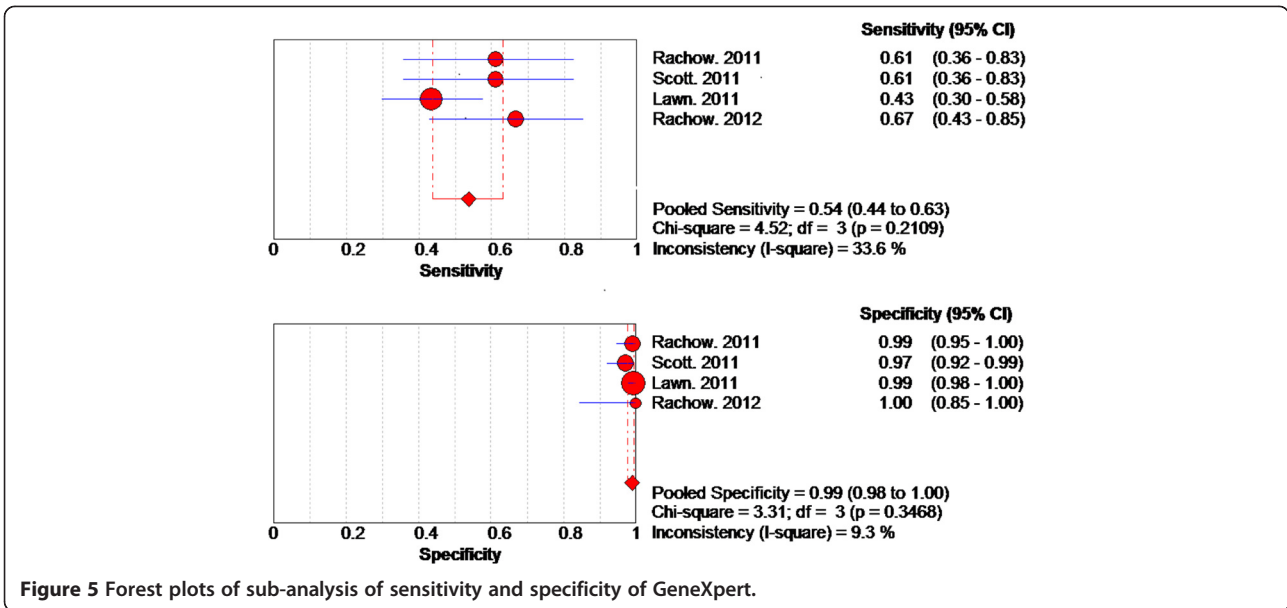 Sensitivity (95% CI)
Rachow. 2011 0.61 (0.36 - 0.83)
Scott. 2011 0.61 (0.36 - 0.83)
Lawn. 2011 0.43 (0.30 - 0.58)
Rachow. 2012 0.67 (0.43 - 0.85)
Pooled Sensitivity = 0.54 (0.44 to 0.63)
Chi-square = 4.52; df = 3 (p = 0.2109)
Inconsistency (I-square) = 33.6 %
0 0.2 0.4 0.6 0.8 1
Sensitivity
Specificity (95% CI)
Rachow. 2011 0.99 (0.95 - 1.00)
Scott. 2011 0.97 (0.92 - 0.99)
Lawn. 2011 0.99 (0.98 - 1.00)
Rachow. 2012 1.00 (0.85 - 1.00)
Pooled Specificity = 0.99 (0.98 to 1.00)
Chi-square = 3.31; df = 3 (p = 0.3468)
Inconsistency (I-square) = 9.3 %
0 0.2 0.4 0.6 0.8 1
Specificity
Figure 5 Forest plots of sub-analysis of sensitivity and specificity of GeneXpert.